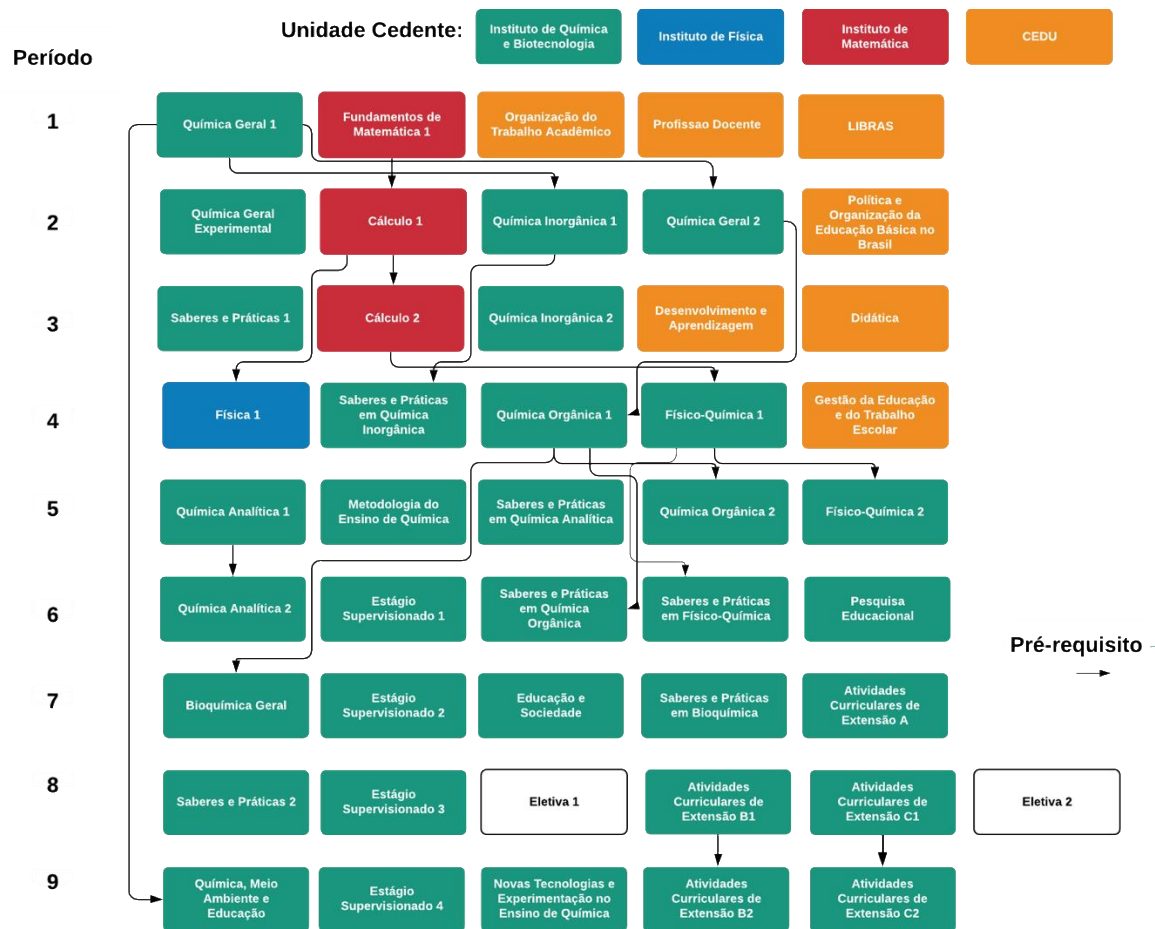 Unidade Cedente:
Instituto de Química
e Biotecnologia
Instituto de Física
Instituto de
Matemática
CEDU
Período
1
Química Geral 1
Fundamentos de
Matemática 1
Organização do
Trabalho Acadêmico
Profissao Docente
LIBRAS
2
Química Geral
Experimental
Cálculo 1
Química Inorgânica 1
Química Geral 2
Política e
Organização da
Educação Básica no
Brasil
3
Saberes e Práticas 1
Cálculo 2
Química Inorgânica 2
Desenvolvimento e
Aprendizagem
Didática
4
Física 1
Saberes e Práticas
em Química
Inorgânica
Química Orgânica 1
Físico-Química 1
Gestão da Educação
e do Trabalho
Escolar
5
Química Analítica 1
Metodologia do
Ensino de Química
Saberes e Práticas
em Química Analítica
Química Orgânica 2
Físico-Química 2
6
Química Analítica 2
Estágio
Supervisionado 1
Saberes e Práticas
em Química
Orgânica
Saberes e Práticas
em Físico-Química
Pesquisa
Educacional
Pré-requisito
7
Bioquímica Geral
Estágio
Supervisionado 2
Educação e
Sociedade
Saberes e Práticas
em Bioquímica
Atividades
Curriculares de
Extensão A
8
Saberes e Práticas 2
Estágio
Supervisionado 3
Eletiva 1
Atividades
Curriculares de
Extensão B1
Atividades
Curriculares de
Extensão C1
Eletiva 2
9
Química, Meio
Ambiente e
Educação
Estágio
Supervisionado 4
Novas Tecnologias e
Experimentação no
Ensino de Química
Atividades
Curriculares de
Extensão B2
Atividades
Curriculares de
Extensão C2